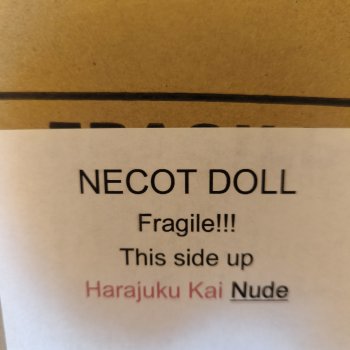 NECOT DOLL
Fragile!!!
This side up
Harajuku Kai Nude